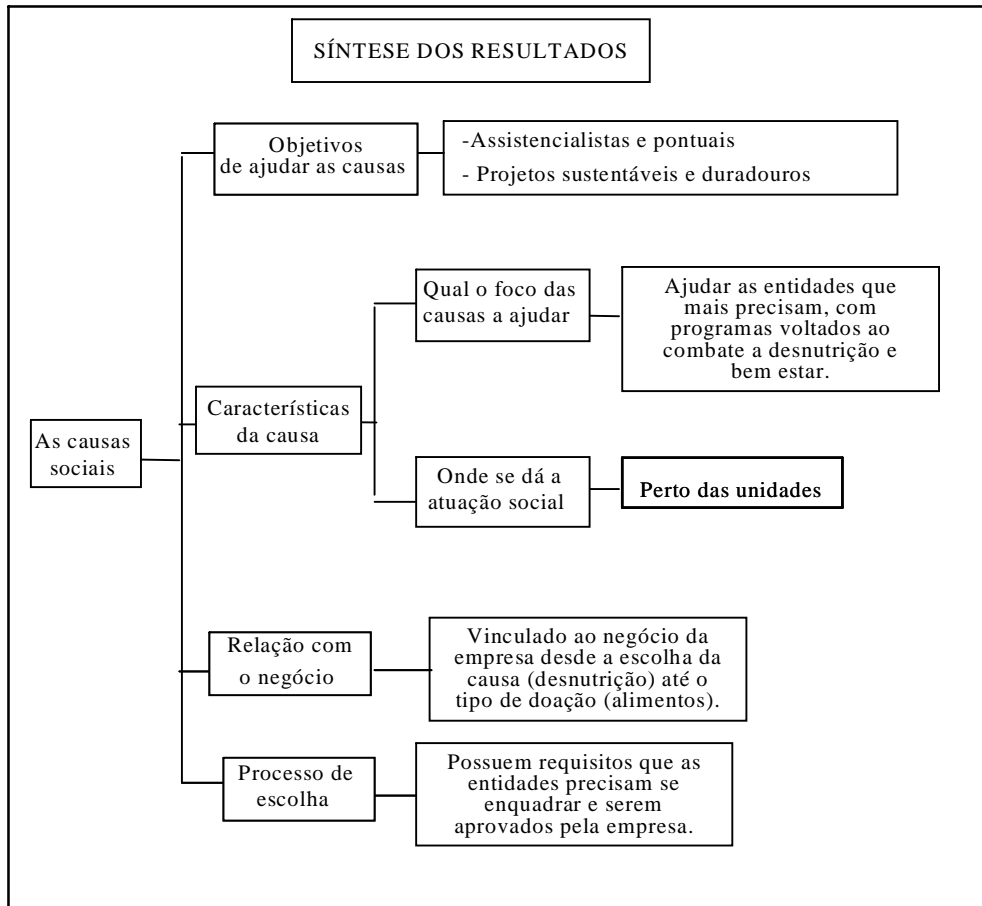 SÍNTESE DOS RESULTADOS
Objetivos
de ajudar as causas
-Assistencialistas e pontuais
- Projetos sustentáveis e duradouros
Qual o foco das
causas a ajudar
Ajudar as entidades que
mais precisam, com
programas voltados ao
combate a desnutrição e
bem estar.
As causas
sociais
Características
da causa
Onde se dá a
atuação social
Perto das unidades
Relação com
o negócio
Vinculado ao negócio da
empresa desde a escolha da
causa (desnutrição) até o
tipo de doação (alimentos).
Processo de
escolha
Possuem requisitos que as
entidades precisam se
enquadrar e serem
aprovados pela empresa.